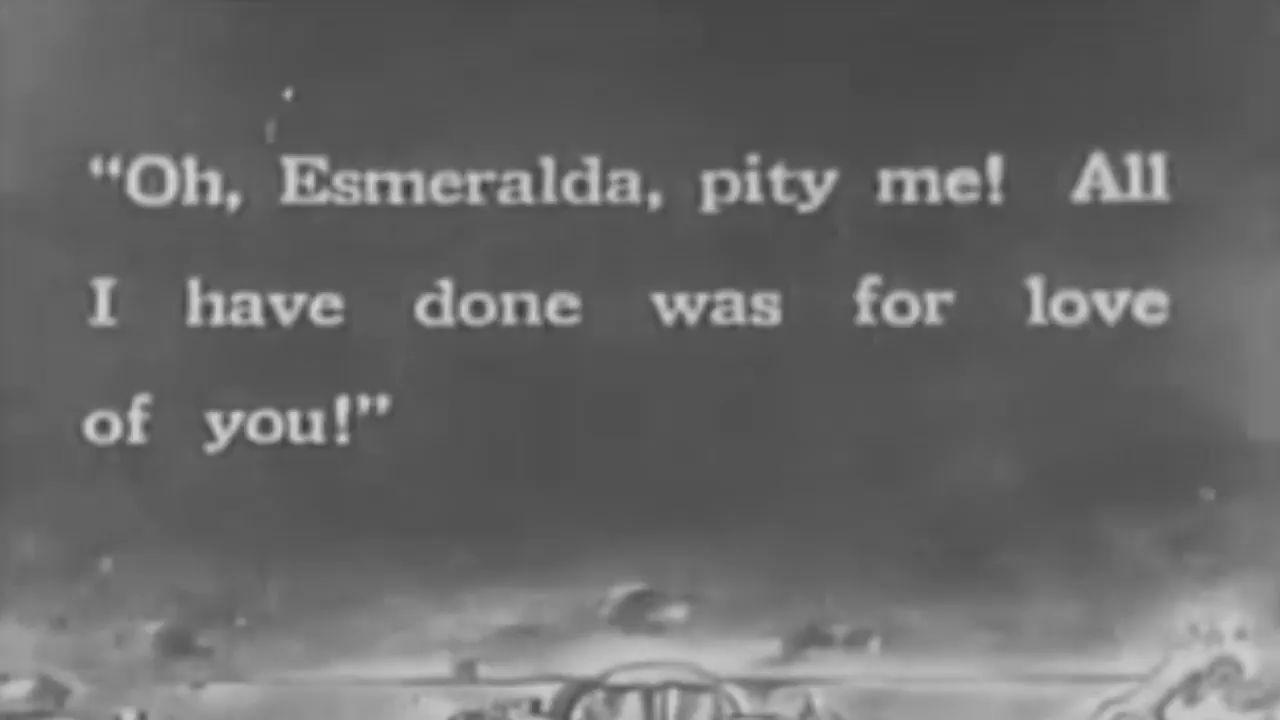 “Oh, Esmeralda, pity me! All
I have done was for love
of you!”